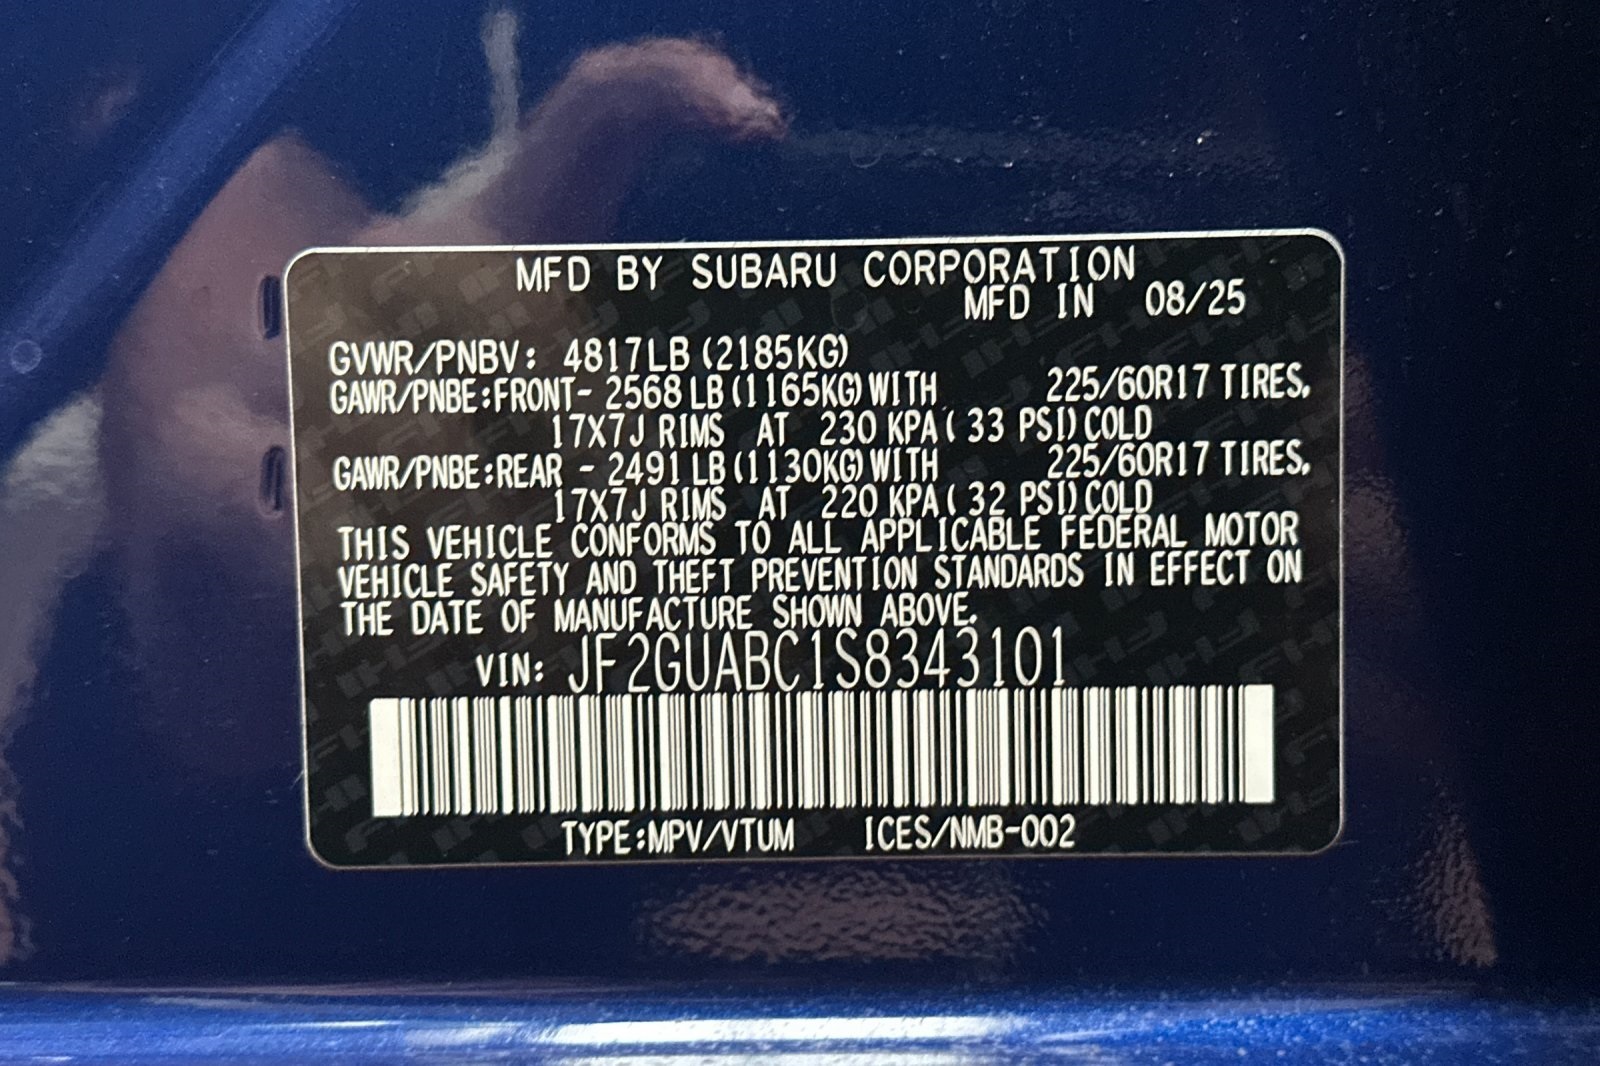 MFD BY SUBARU CORPORATION
MFD IN 08/25
GVWR/PNBV: 4817LB (2185KG)
GAWR/PNBE:FRONT- 2568 LB (1165KG) WITH 225/60R17 TIRES,
17X7J RIMS AT 230 KPA ( 33 PSI) COLD
GAWR/PNBE:REAR - 2491 LB (1130KG) WITH 225/60R17 TIRES,
17X7J RIMS AT 220 KPA ( 32 PSI) COLD
THIS VEHICLE CONFORMS TO ALL APPLICABLE FEDERAL MOTOR
VEHICLE SAFETY AND THEFT PREVENTION STANDARDS IN EFFECT ON
THE DATE OF MANUFACTURE SHOWN ABOVE.
VIN: JF2GUABC1S8343101
TYPE:MPV/VTUM ICES/NMB-002